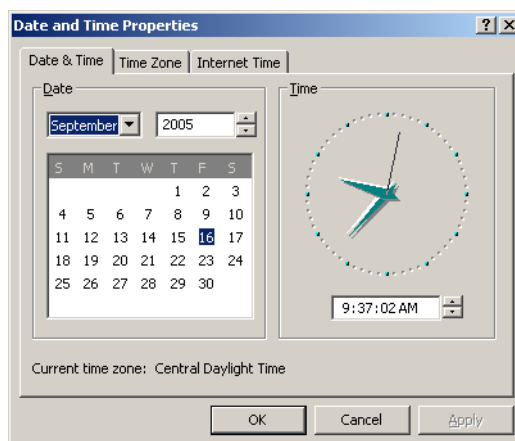 Date and Time Properties
Date & Time Time Zone Internet Time
Date
September 2005
S M T W T F S
1 2 3
4 5 6 7 8 9 10
11 12 13 14 15 16 17
18 19 20 21 22 23 24
25 26 27 28 29 30
Time
9:37:02 AM
Current time zone: Central Daylight Time
OK Cancel Apply